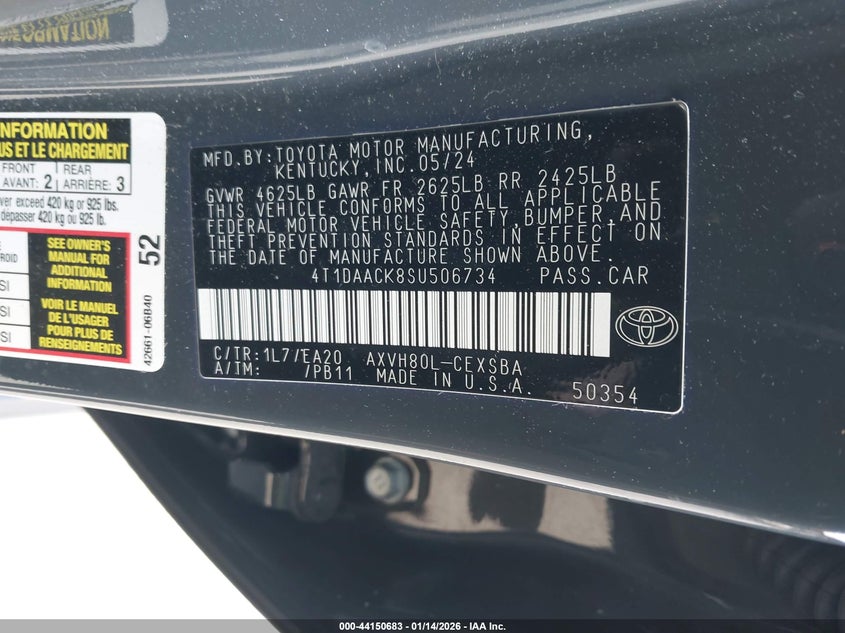 INFORMATION
US ET LE CHARGEMENT
FRONT
AVANT: 2
REAR
ARRIÈRE: 3
ver exceed 420 kg or 925 lbs.
dépasser 420 kg ou 925 lb.
SEE OWNER'S
MANUAL FOR
ADDITIONAL
INFORMATION
VOIR LE MANUEL
DE L'USAGER
POUR PLUS DE
RENSEIGNEMENTS
52
42661-06B40
MFD. BY: TOYOTA MOTOR MANUFACTURING,
KENTUCKY, INC. 05/24
GVWR 4625LB GAWR FR 2625LB RR 2425LB
THIS VEHICLE CONFORMS TO ALL APPLICABLE
FEDERAL MOTOR VEHICLE SAFETY, BUMPER, AND
THEFT PREVENTION STANDARDS IN EFFECT ON
THE DATE OF MANUFACTURE SHOWN ABOVE.
4T1DAACK8SU506734 PASS.CAR
C/TR: 1L7/EA20 AXVH80L-CEXSBA
A/TM: /PB11 MADE IN U.S.A. 50354
000-44150683 - 01/14/2026 - IAA Inc.